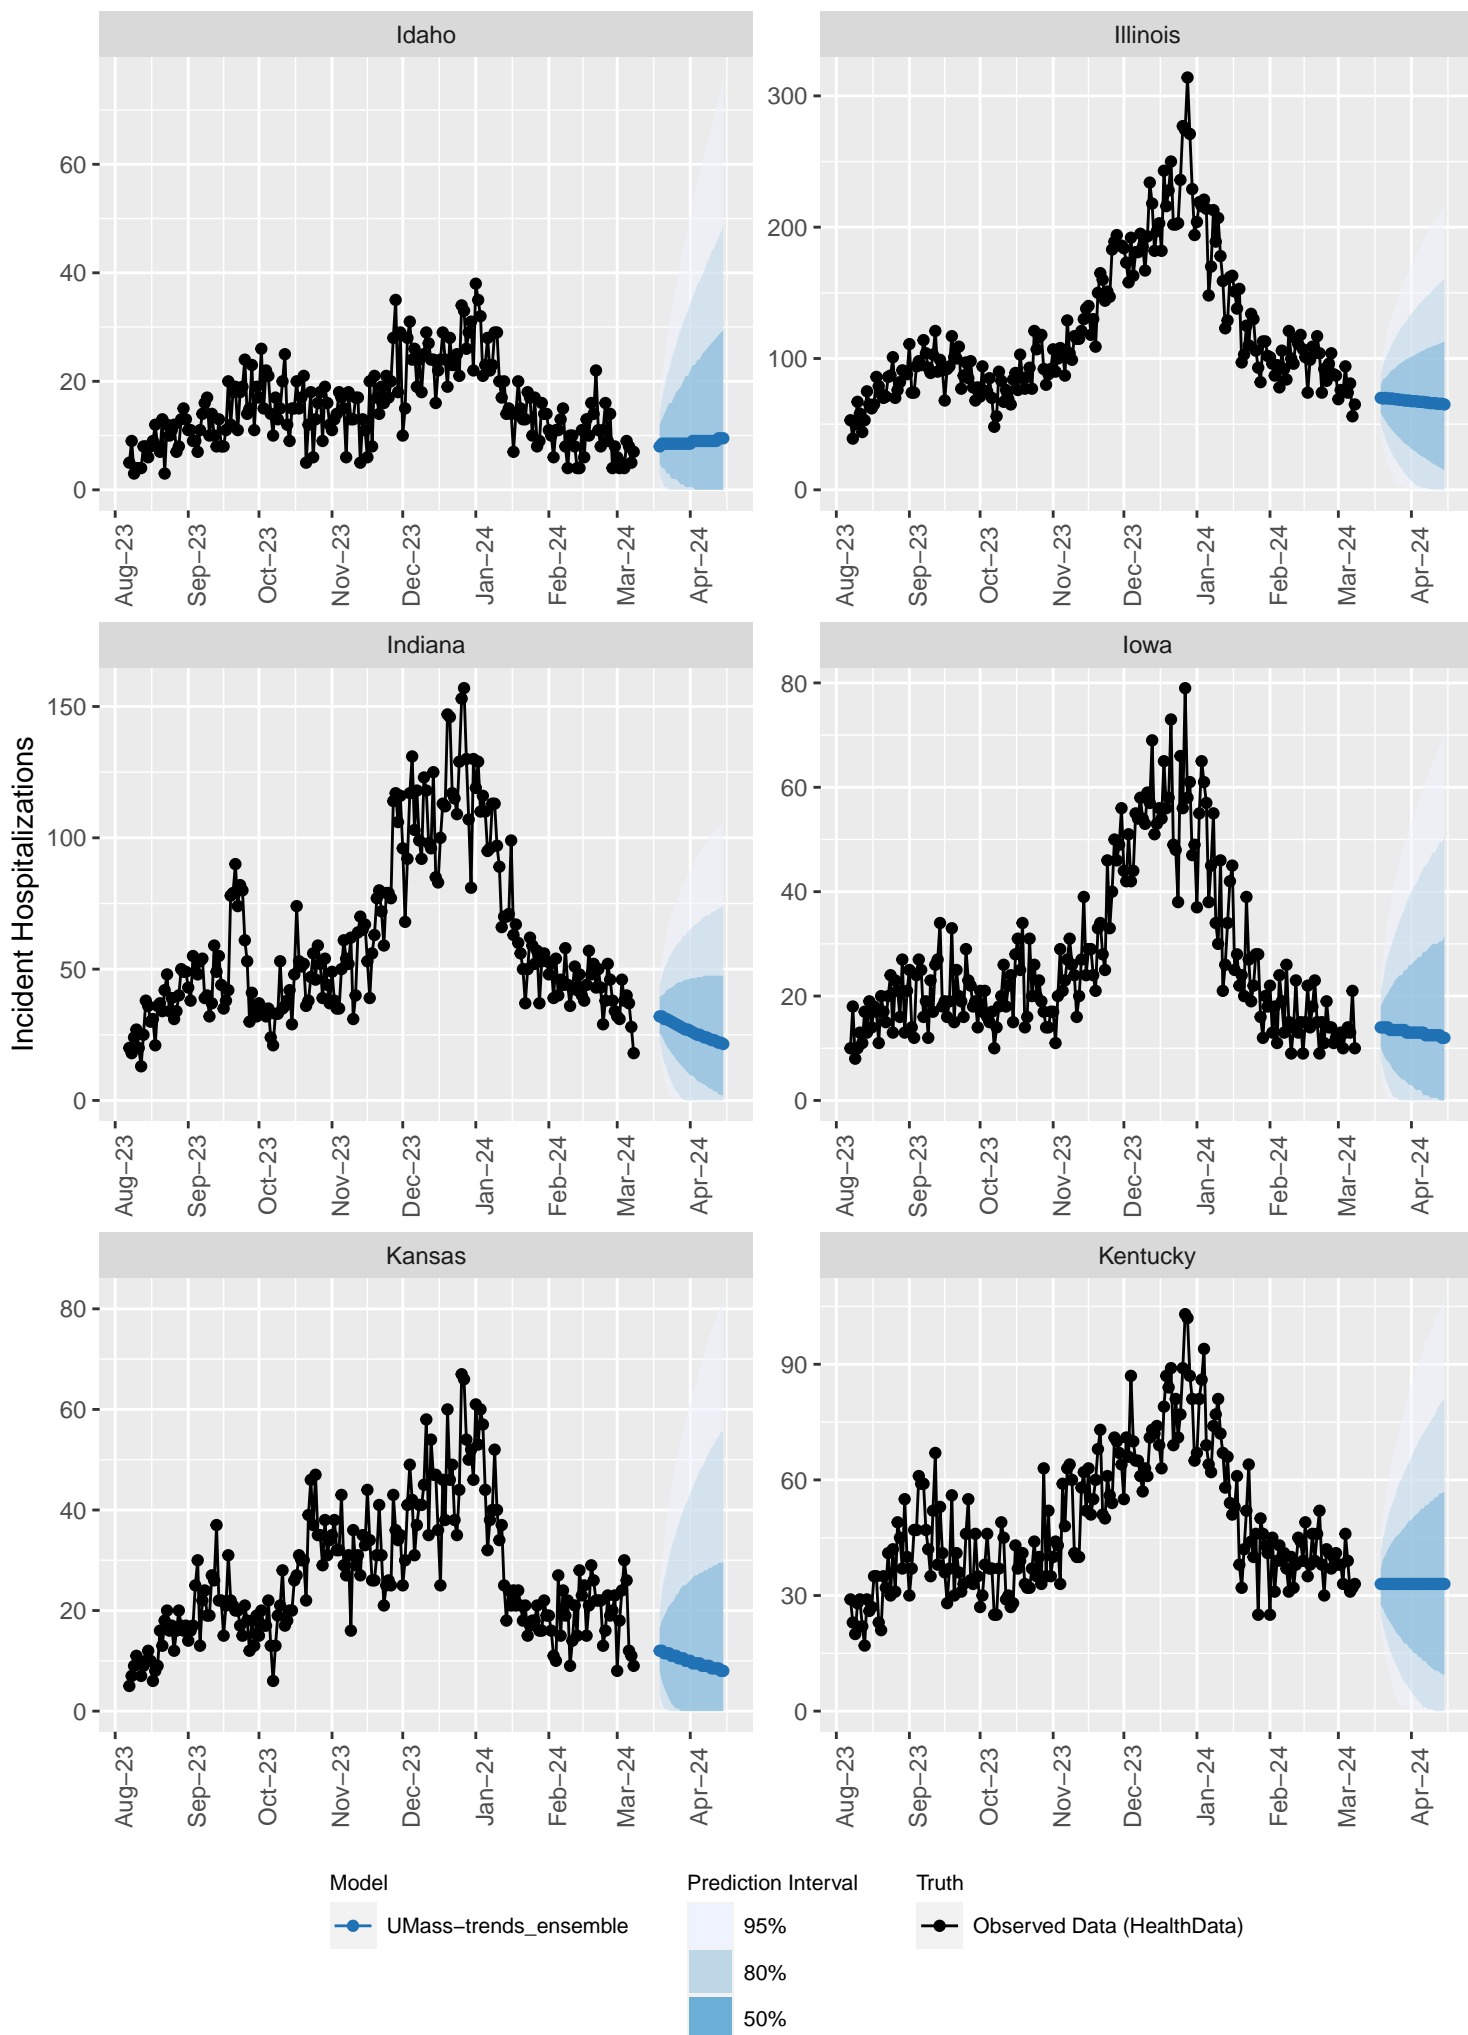 Idaho
Illinois
0
20
40
60
0
100
200
300
Aug−23
Sep−23
Oct−23
Nov−23
Dec−23
Jan−24
Feb−24
Mar−24
Apr−24
Aug−23
Sep−23
Oct−23
Nov−23
Dec−23
Jan−24
Feb−24
Mar−24
Apr−24
Indiana
Iowa
Incident Hospitalizations
0
50
100
150
0
20
40
60
80
Aug−23
Sep−23
Oct−23
Nov−23
Dec−23
Jan−24
Feb−24
Mar−24
Apr−24
Aug−23
Sep−23
Oct−23
Nov−23
Dec−23
Jan−24
Feb−24
Mar−24
Apr−24
Kansas
Kentucky
0
20
40
60
80
0
30
60
90
Aug−23
Sep−23
Oct−23
Nov−23
Dec−23
Jan−24
Feb−24
Mar−24
Apr−24
Aug−23
Sep−23
Oct−23
Nov−23
Dec−23
Jan−24
Feb−24
Mar−24
Apr−24
Model
UMass−trends_ensemble
Prediction Interval
95%
80%
50%
Truth
Observed Data (HealthData)